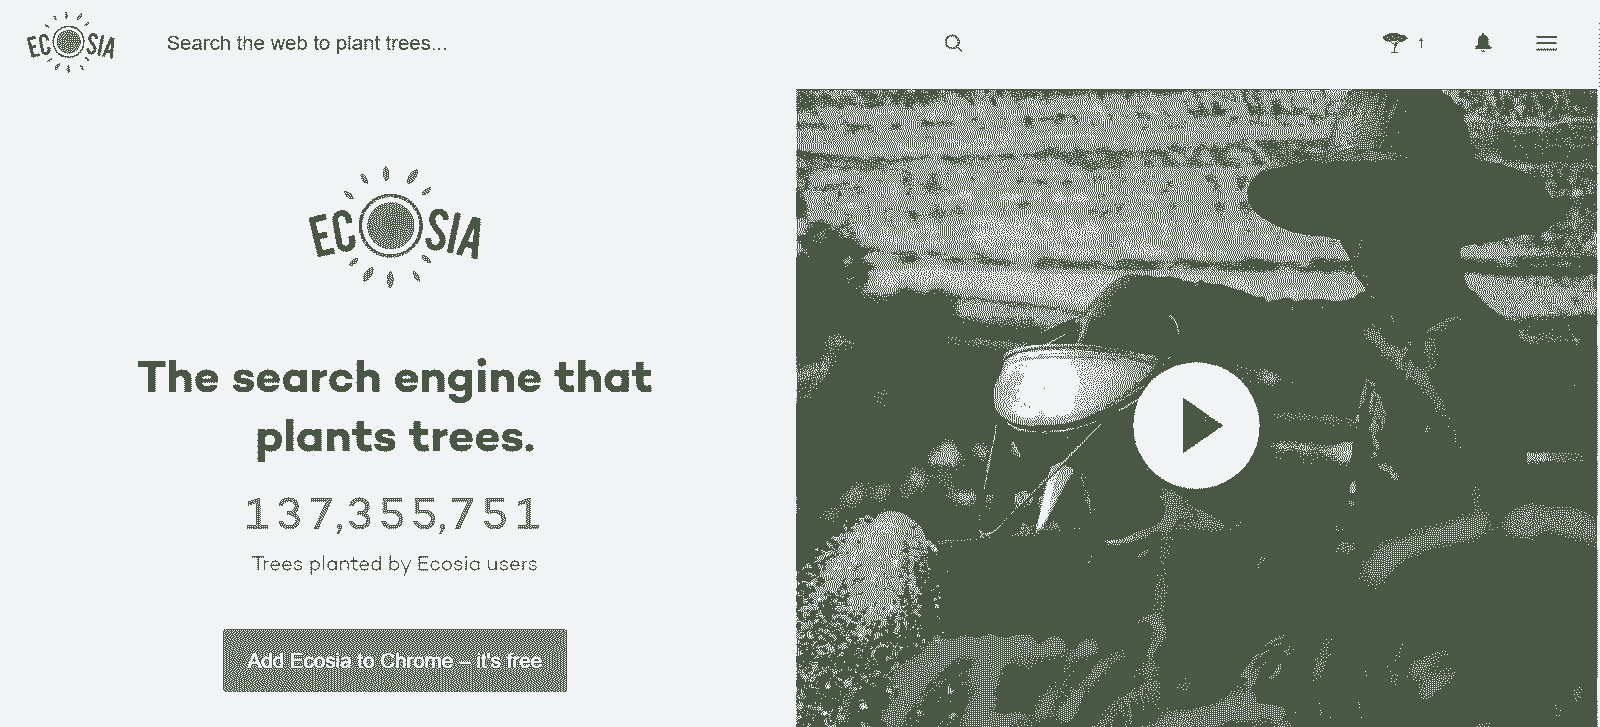 ECOSIA
Search the web to plant trees...
1
ECOSIA
The search engine that
plants trees.
137,355,751
Trees planted by Ecosia users
Add Ecosia to Chrome – it's free